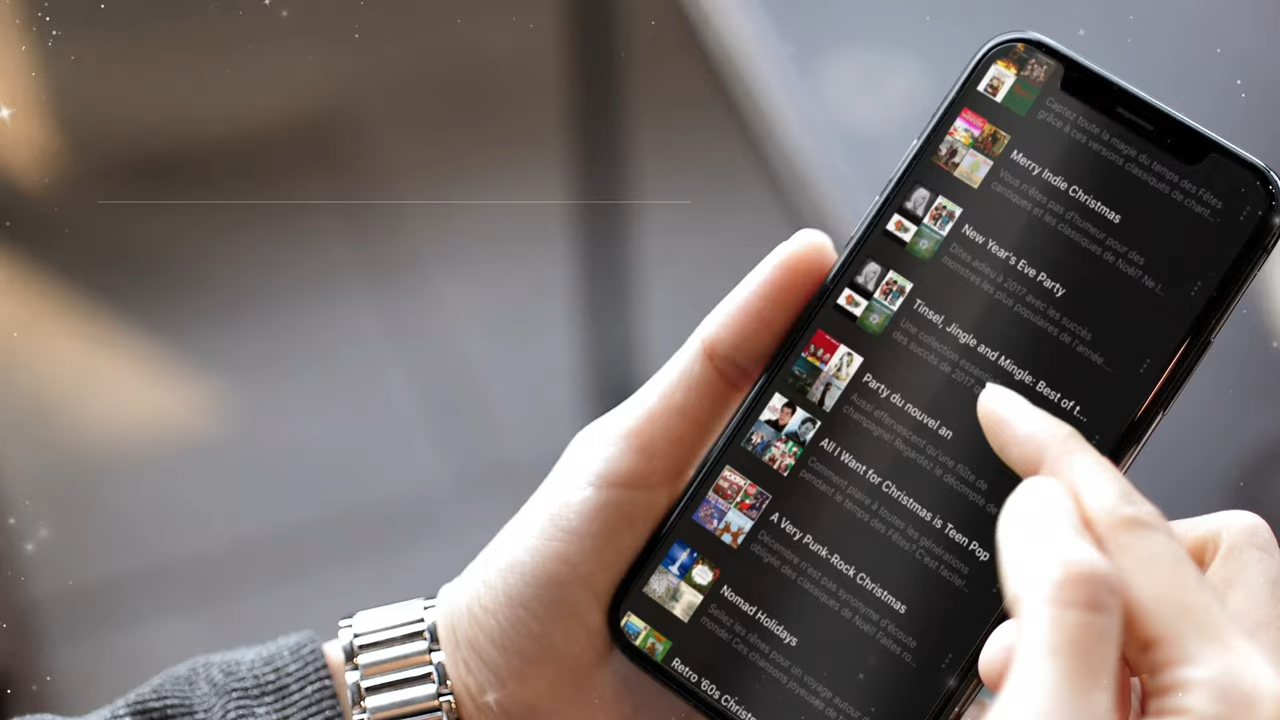 Captez toute la magie du temps des Fêtes
grâce à ces versions classiques de chant...
Merry Indie Christmas
Vous n'êtes pas d'humeur pour des
cantiques et les classiques de Noël? Ne l...
New Year's Eve Party
Dites adieu à 2017 avec les succès
monstres les plus populaires de l'année...
Tinsel, Jingle and Mingle: Best of t...
Une collection
des succès de 2017
Party du nouvel an
Aussi effervescent qu'une flûte de
champagne! Regardez le décompte de
All I Want for Christmas is Teen Pop
Comment plaire à toutes les générations
pendant le temps des Fêtes? C'est facile!...
A Very Punk-Rock Christmas
Décembre n'est pas synonyme d'écoute
obligée des classiques de Noël! Faites ro...
Nomad Holidays
Sellez les rênes pour un voyage autour
monde! Ces chansons joyeuses de
Retro '60s Christm